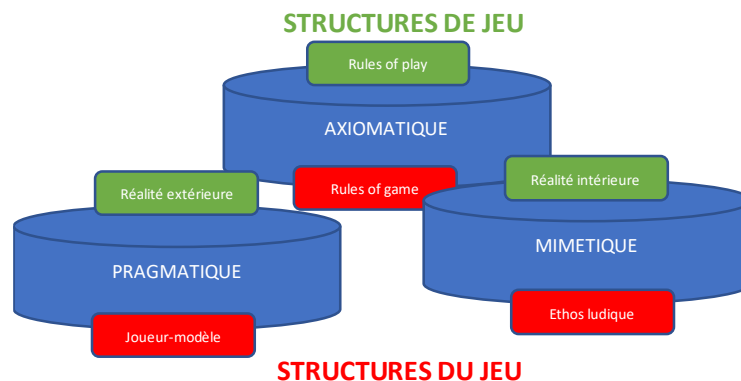 STRUCTURES DE JEU
Rules of play
AXIOMATIQUE
Rules of game
Réalité extérieure
PRAGMATIQUE
Joueur-modèle
Réalité intérieure
MIMETIQUE
Ethos ludique
STRUCTURES DU JEU